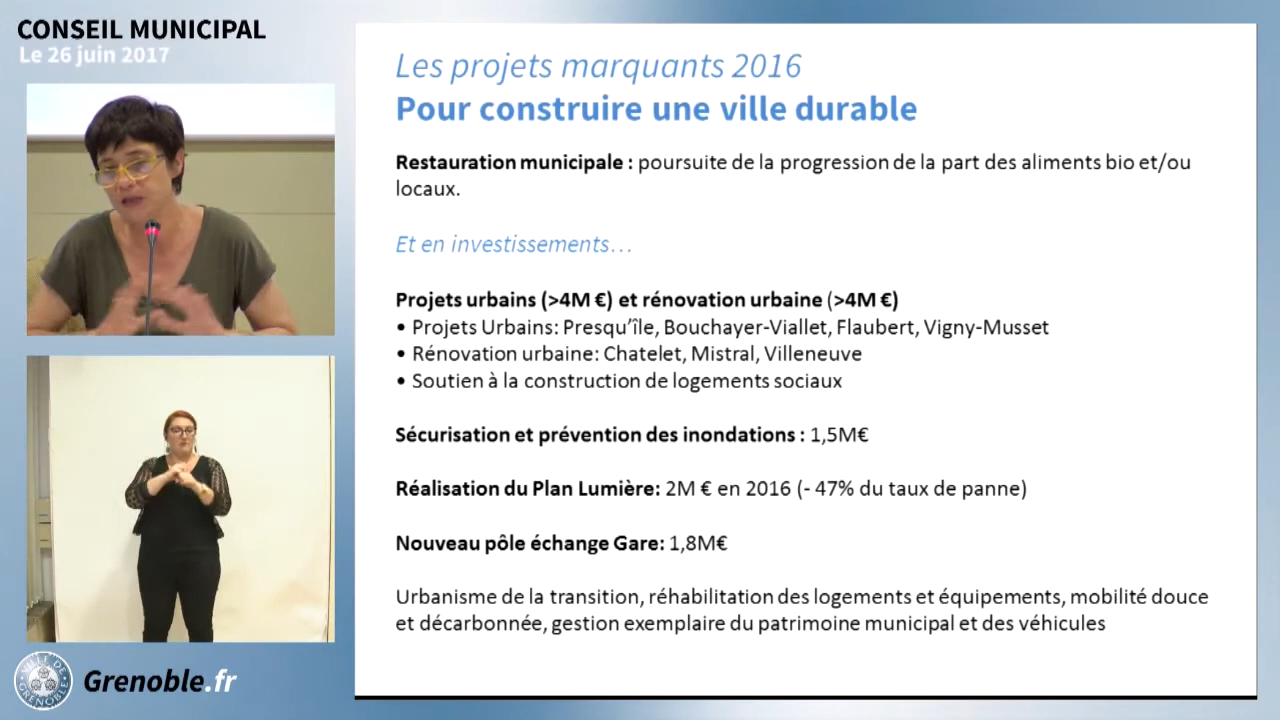 CONSEIL MUNICIPAL
Le 26 juin 2017
Les projets marquants 2016
Pour construire une ville durable
Restauration municipale : poursuite de la progression de la part des aliments bio et/ou
locaux.
Et en investissements…
Projets urbains (>4M €) et rénovation urbaine (>4M €)
• Projets Urbains: Presqu'île, Bouchayer-Viallet, Flaubert, Vigny-Musset
• Rénovation urbaine: Chatelet, Mistral, Villeneuve
• Soutien à la construction de logements sociaux
Sécurisation et prévention des inondations : 1,5M€
Réalisation du Plan Lumière: 2M € en 2016 (- 47% du taux de panne)
Nouveau pôle échange Gare: 1,8M€
Urbanisme de la transition, réhabilitation des logements et équipements, mobilité douce
et décarbonnée, gestion exemplaire du patrimoine municipal et des véhicules
VILLE DE GRENOBLE
Grenoble.fr